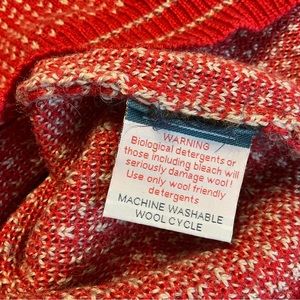 WARNING
Biological detergents or
those including bleach will
seriously damage wool !
Use only wool friendly
detergents
MACHINE WASHABLE
WOOL CYCLE